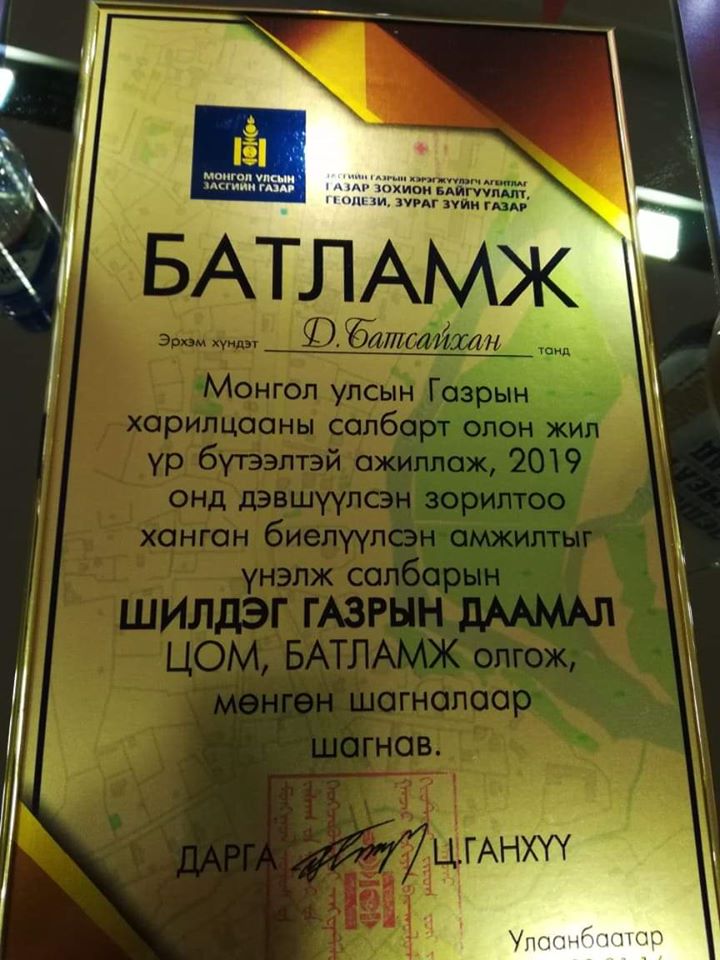 МОНГОЛ УЛСЫН
ЗАСГИЙН ГАЗАР
ЗАСГИЙН ГАЗРЫН ХЭРЭГЖҮҮЛЭГЧ АГЕНТЛАГ
ГАЗАР ЗОХИОН БАЙГУУЛАЛТ,
ГЕОДЕЗИ, ЗУРАГ ЗҮЙН ГАЗАР
БАТЛАМЖ
Эрхэм хүндэт Д.Батсайхан танд
Монгол улсын Газрын
харилцааны салбарт олон жил
үр бүтээлтэй ажиллаж, 2019
онд дэвшүүлсэн зорилтоо
ханган биелүүлсэн амжилтыг
үнэлж салбарын
ШИЛДЭГ ГАЗРЫН ДААМАЛ
ЦОМ, БАТЛАМЖ олгож,
мөнгөн шагналаар
шагнав.
ДАРГА Ц.ГАНХҮҮ
Улаанбаатар